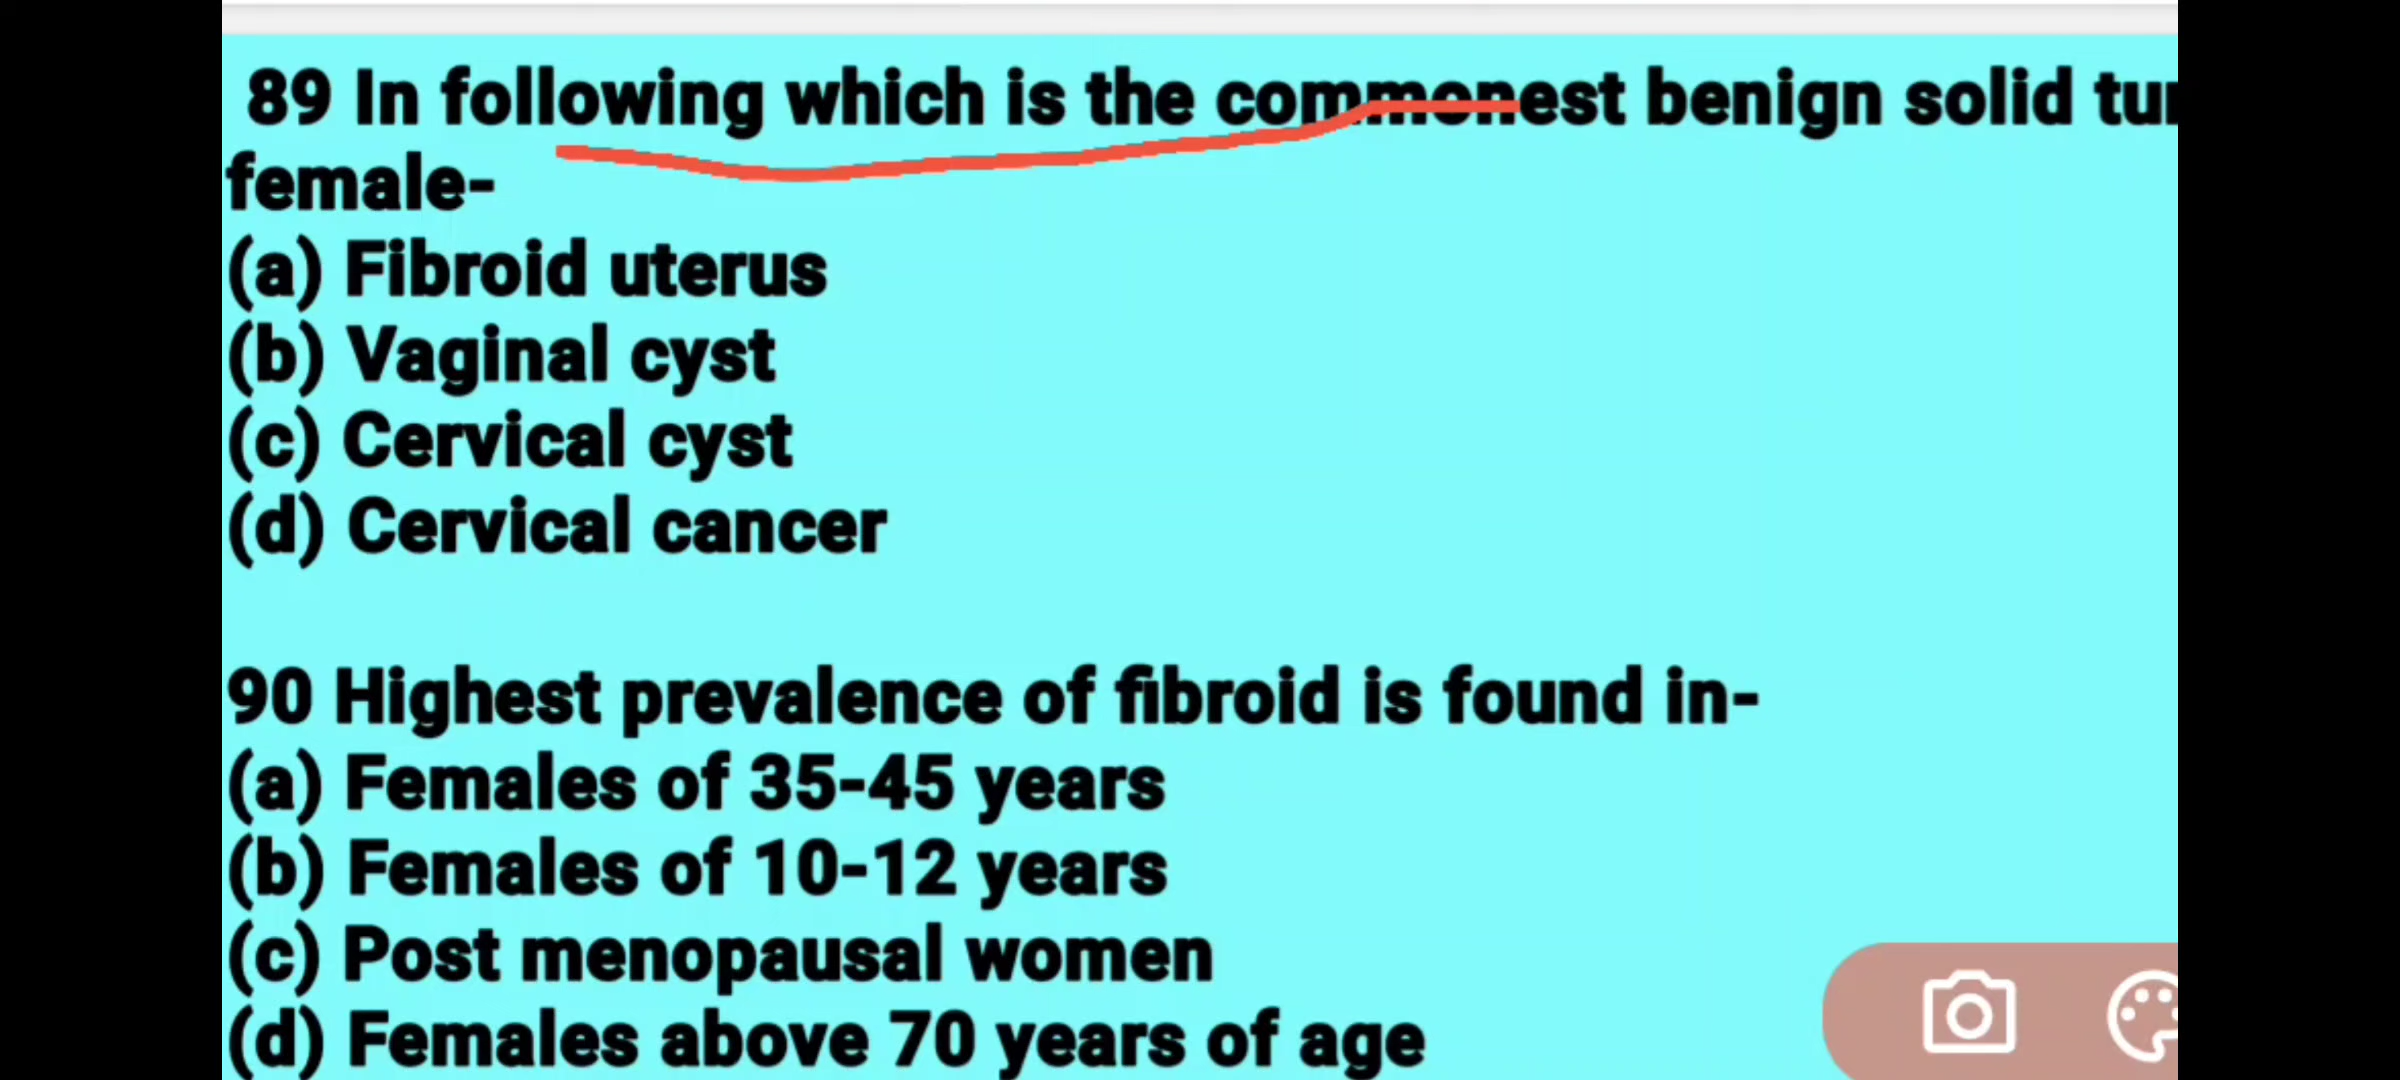 89 In following which is the commonest benign solid
female-
(a) Fibroid uterus
(b) Vaginal cyst
(c) Cervical cyst
(d) Cervical cancer
90 Highest prevalence of fibroid is found in-
(a) Females of 35-45 years
(b) Females of 10-12 years
(c) Post menopausal women
(d) Females above 70 years of age